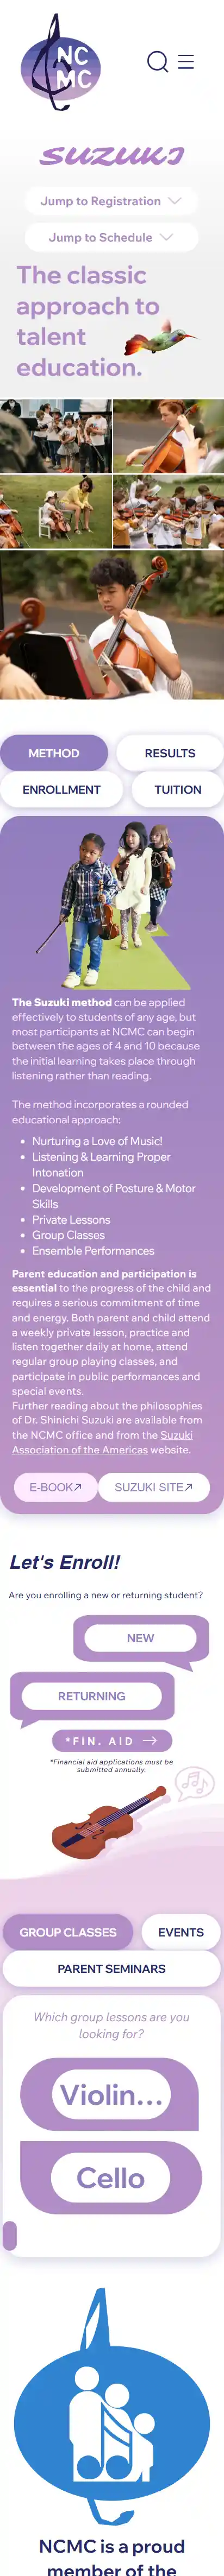 NC
MC
SUZUKI
Jump to Registration
Jump to Schedule
The classic
approach to
talent
education.
METHOD
RESULTS
ENROLLMENT
TUITION
The Suzuki method can be applied
effectively to students of any age, but
most participants at NCMC can begin
between the ages of 4 and 10 because
the initial learning takes place through
listening rather than reading.
The method incorporates a rounded
educational approach:
• Nurturing a Love of Music!
• Listening & Learning Proper
Intonation
• Development of Posture & Motor
Skills
• Private Lessons
• Group Classes
• Ensemble Performances
Parent education and participation is
essential to the progress of the child and
requires a serious commitment of time
and energy. Both parent and child attend
a weekly private lesson, practice and
listen together daily at home, attend
regular group playing classes, and
participate in public performances and
special events.
Further reading about the philosophies
of Dr. Shinichi Suzuki are available from
the NCMC office and from the Suzuki
Association of the Americas website.
E-BOOK↗
SUZUKI SITE↗
Let's Enroll!
Are you enrolling a new or returning student?
NEW
RETURNING
*FIN. AID →
*Financial aid applications must be
submitted annually.
GROUP CLASSES
EVENTS
PARENT SEMINARS
Which group lessons are you
looking for?
Violin...
Cello
NCMC is a proud
member of the